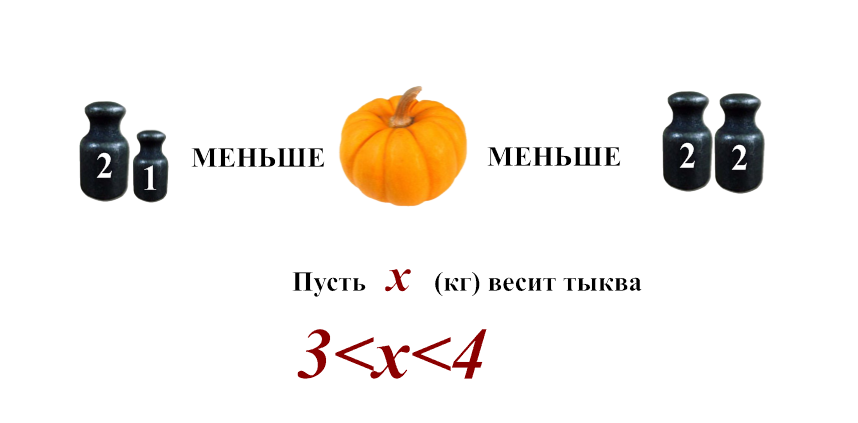 2 1 МЕНЬШЕ МЕНЬШЕ 2 2
Пусть x (кг) весит тыква
3<x<4